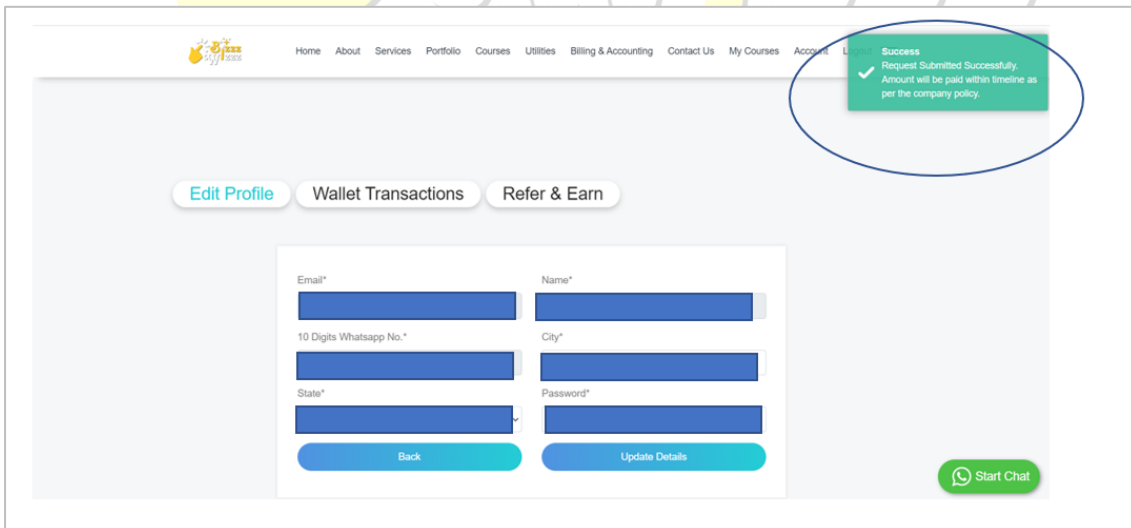 Home About Services Portfolio Courses Utilities Billing & Accounting Contact Us My Courses Account
Success
Request Submitted Successfully.
Amount will be paid within timeline as
per the company policy.
Edit Profile Wallet Transactions Refer & Earn
Email* Name*
10 Digits Whatsapp No.* City*
State* Password*
Back Update Details
Start Chat